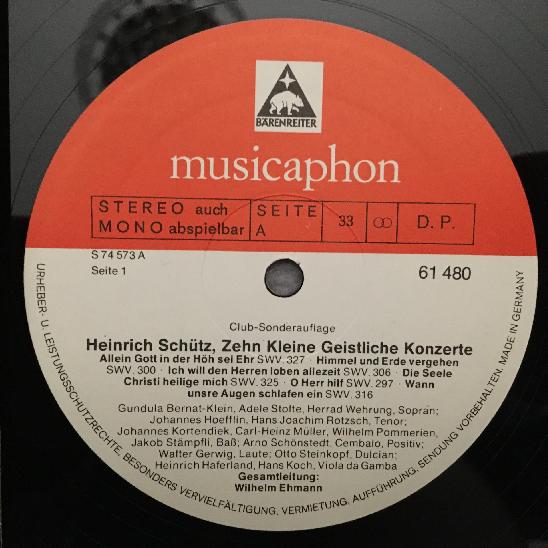 BÄRENREITER
musicaphon
STEREO auch
MONO abspielbar
SEITE
A
33
D. P.
S 74 573 A
Seite 1
61 480
Club-Sonderauflage
Heinrich Schütz, Zehn Kleine Geistliche Konzerte
Allein Gott in der Höh sei Ehr SWV. 327 · Himmel und Erde vergehen
SWV. 300 · Ich will den Herren loben allezeit SWV. 306 · Die Seele
Christi heilige mich SWV. 325 · O Herr hilf SWV. 297 · Wann
unsre Augen schlafen ein SWV. 316
Gundula Bernat-Klein, Adele Stolte, Herrad Wehrung, Sopran;
Johannes Hoefflin, Hans Joachim Rotzsch, Tenor;
Johannes Kortendiek, Carl-Heinz Müller, Wilhelm Pommerien,
Jakob Stämpfli, Baß; Arno Schönstedt, Cembalo, Positiv;
Walter Gerwig, Laute; Otto Steinkopf, Dulcian;
Heinrich Haferland, Hans Koch, Viola da Gamba
Gesamtleitung:
Wilhelm Ehmann
URHEBER- U. LEISTUNGSSCHUTZRECHTE, BESONDERS VERVIELFÄLTIGUNG, VERMIETUNG, AUFFÜHRUNG, SENDUNG VORBEHALTEN. MADE IN GERMANY